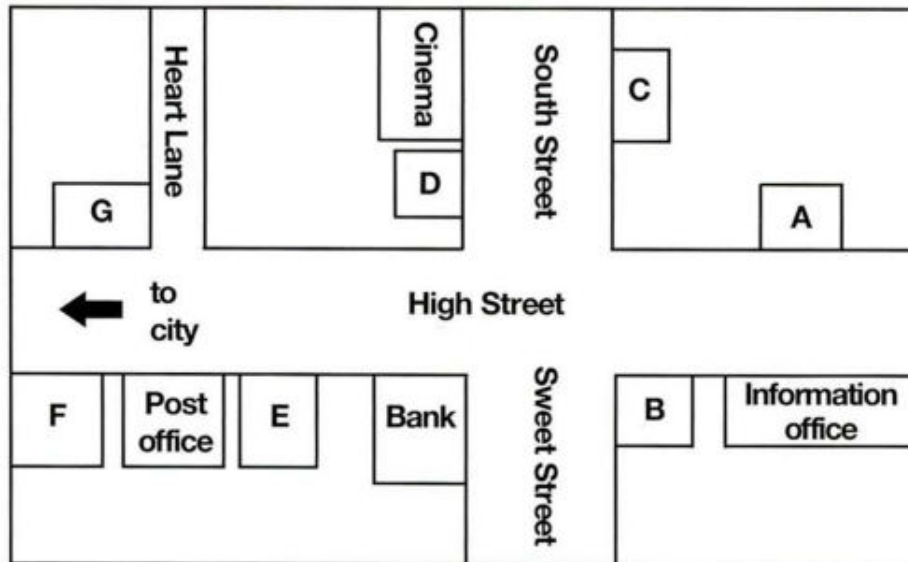 Heart Lane
Cinema
South Street
C
D
G
A
to
city
High Street
F
Post
office
E
Bank
Sweet Street
B
Information
office